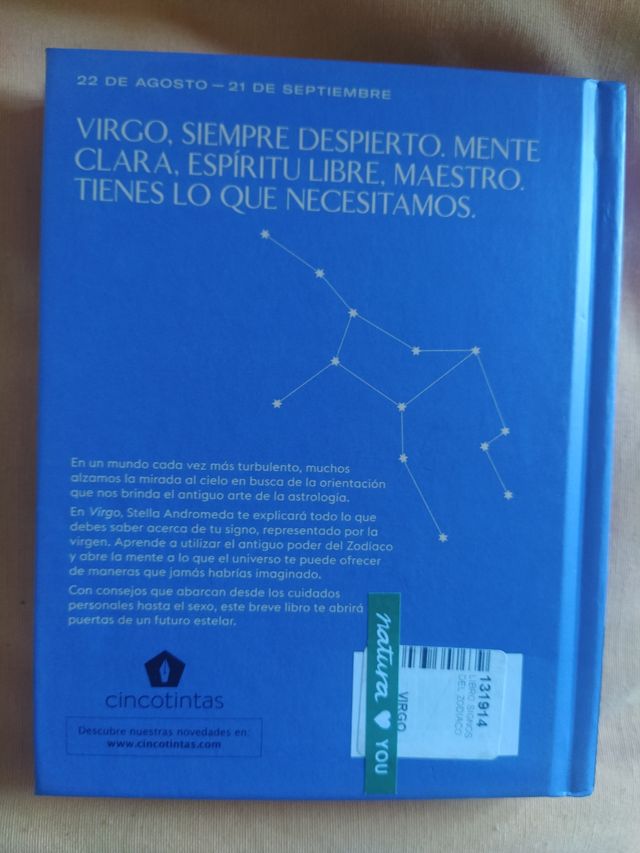 22 DE AGOSTO — 21 DE SEPTIEMBRE
VIRGO, SIEMPRE DESPIERTO. MENTE
CLARA, ESPÍRITU LIBRE, MAESTRO.
TIENES LO QUE NECESITAMOS.
En un mundo cada vez más turbulento, muchos
alzamos la mirada al cielo en busca de la orientación
que nos brinda el antiguo arte de la astrología.
En Virgo, Stella Andromeda te explicará todo lo que
debes saber acerca de tu signo, representado por la
virgen. Aprende a utilizar el antiguo poder del Zodíaco
y abre la mente a lo que el universo te puede ofrecer
de maneras que jamás habrías imaginado.
Con consejos que abarcan desde los cuidados
personales hasta el sexo, este breve libro te abrirá
puertas de un futuro estelar.
cincotintas
Descubre nuestras novedades en:
www.cincotintas.com
natura YOU
VIRGO
LIBRO SIGNOS
DEL ZODIACO
131914